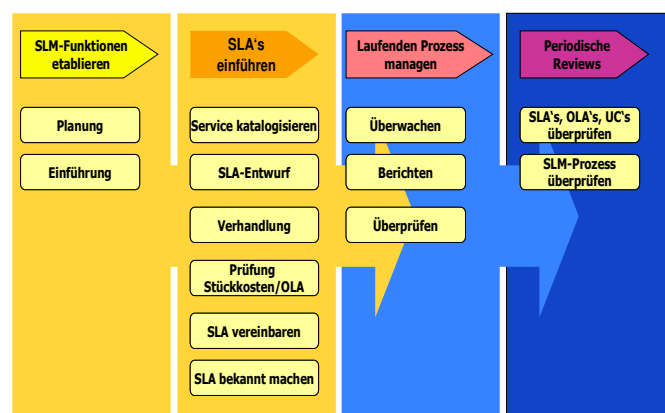 SLM-Funktionen
etablieren
SLA‘s
einführen
Laufenden Prozess
managen
Periodische
Reviews
Planung
Einführung
Service katalogisieren
SLA-Entwurf
Verhandlung
Prüfung
Stückkosten/OLA
SLA vereinbaren
SLA bekannt machen
Überwachen
Berichten
Überprüfen
SLA‘s, OLA‘s, UC‘s
überprüfen
SLM-Prozess
überprüfen